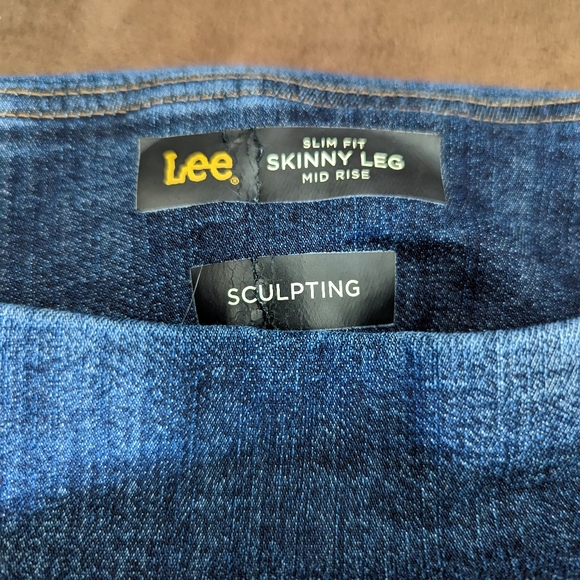 Lee®
SLIM FIT
SKINNY LEG
MID RISE
SCULPTING